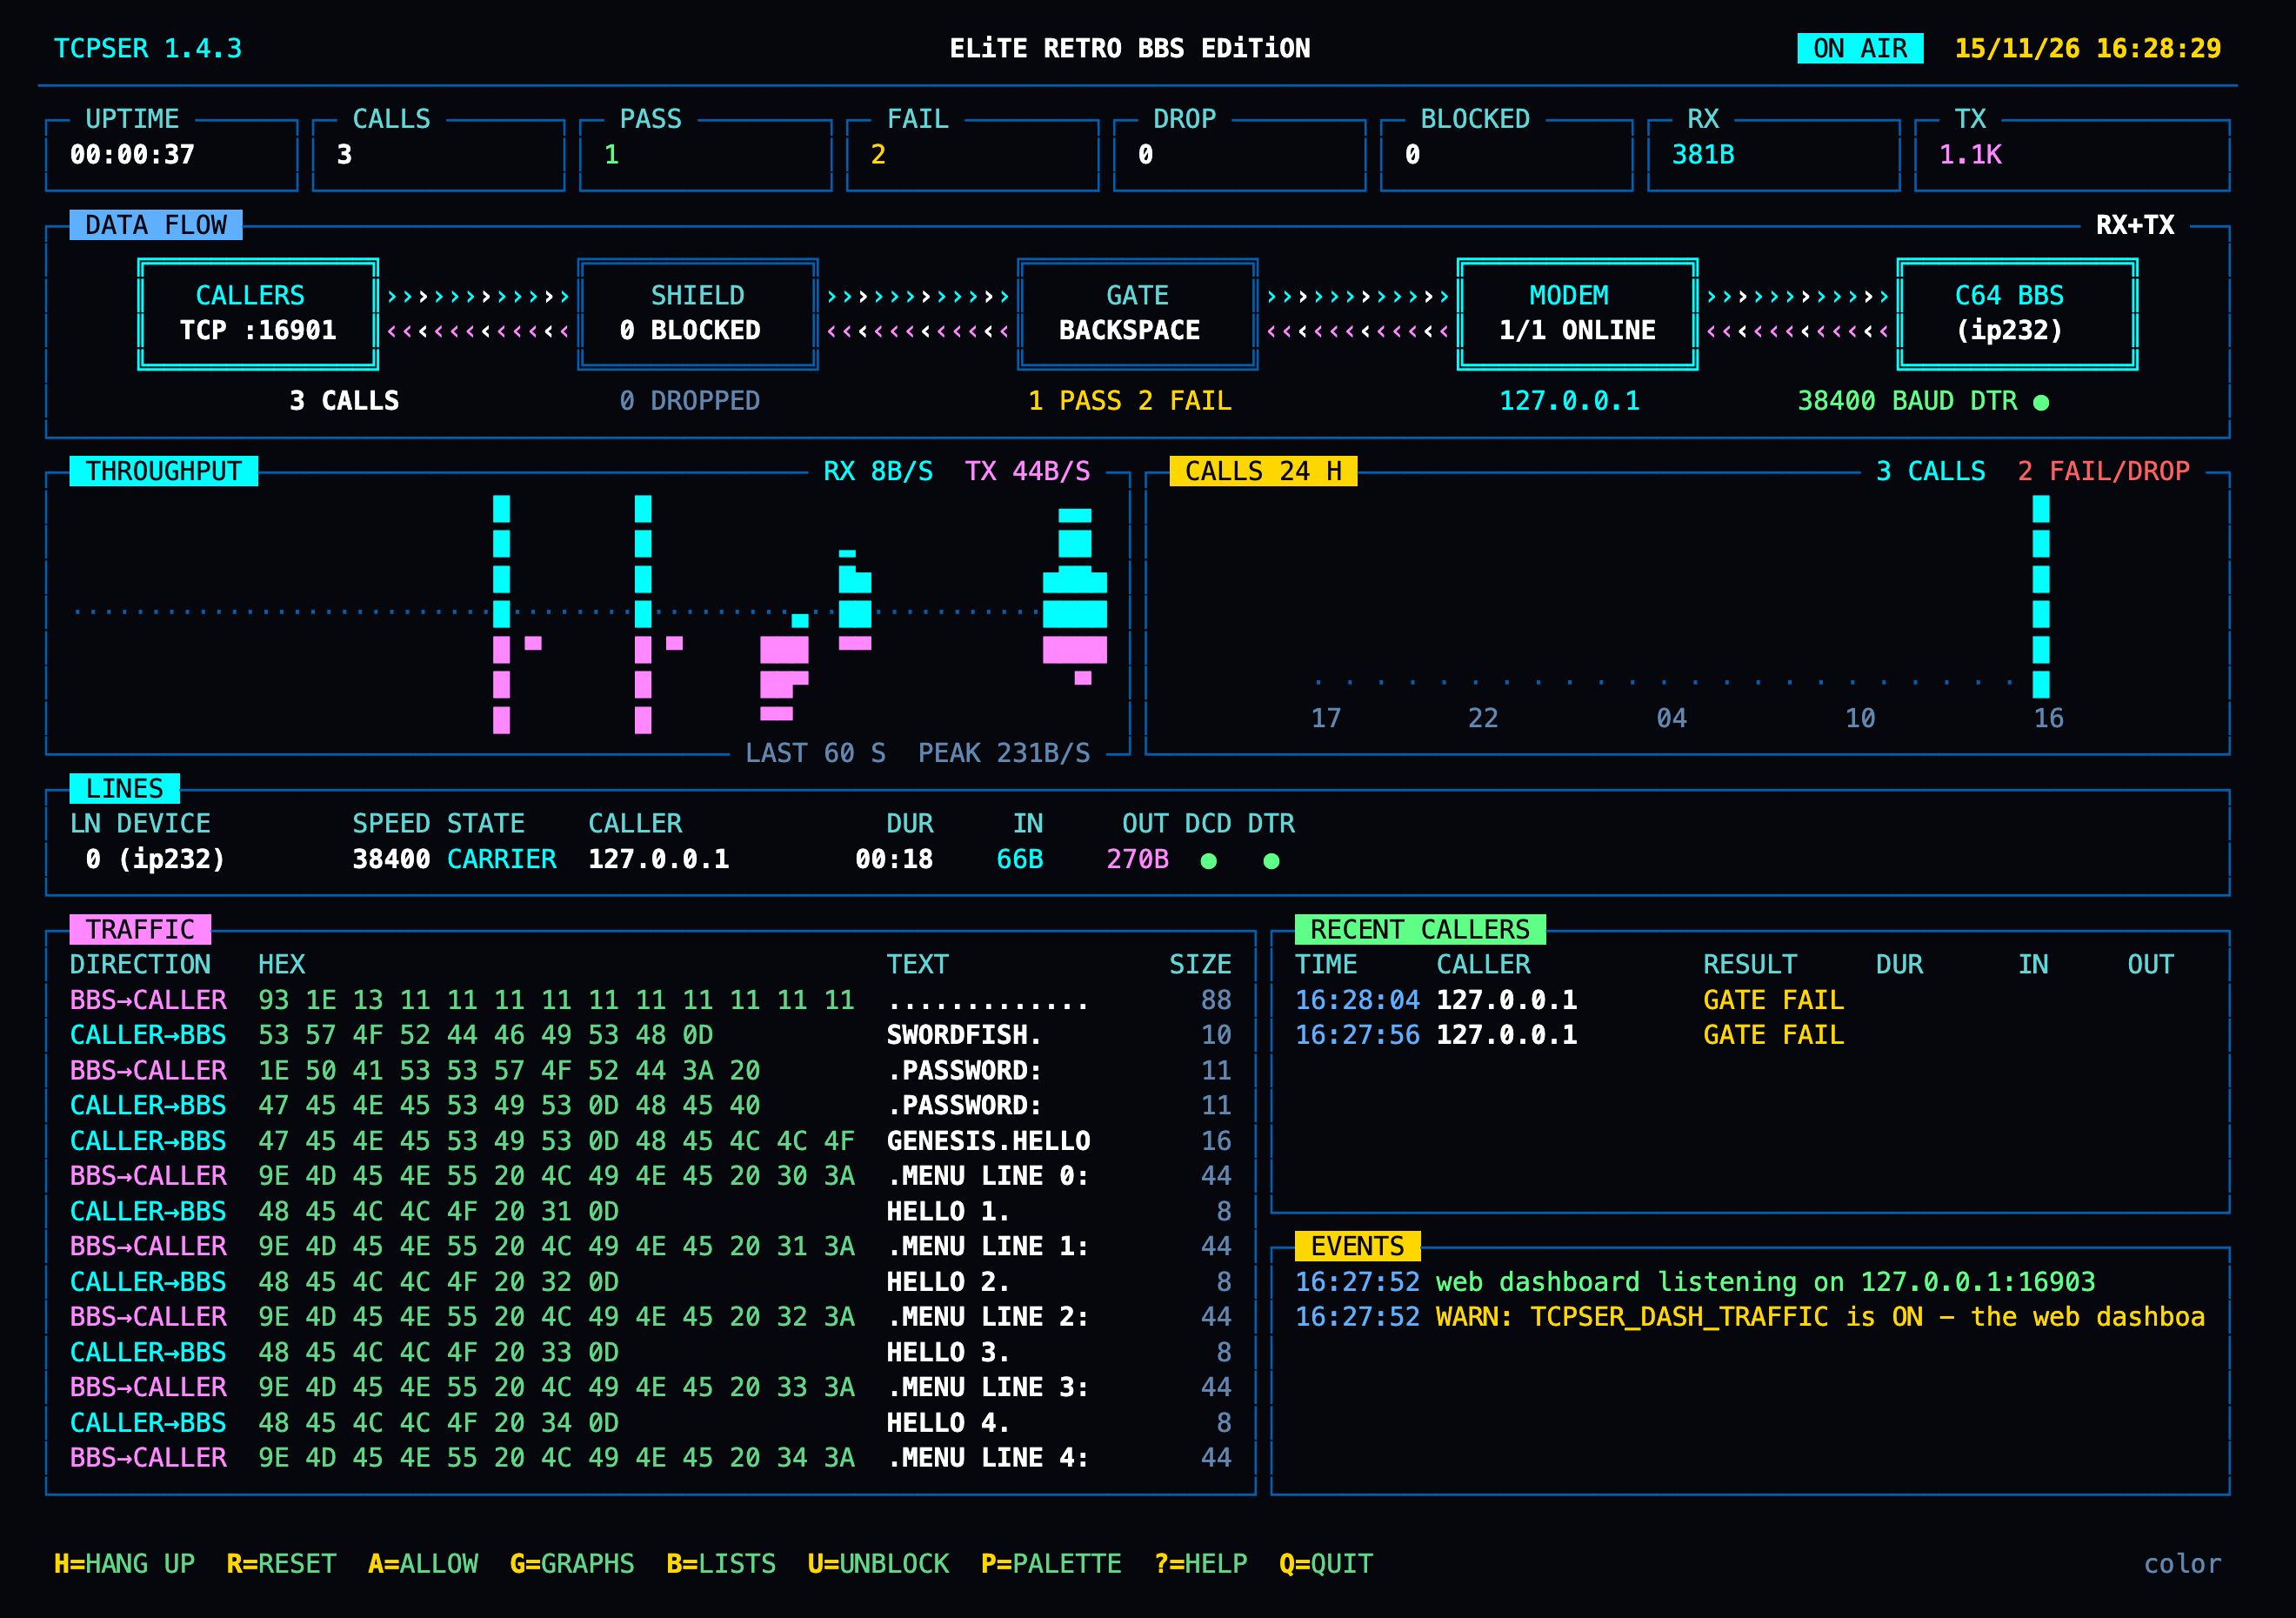 TCPSER 1.4.3 ELiTE RETRO BBS EDiTiON ON AIR 15/11/26 16:28:29
UPTIME CALLS PASS FAIL DROP BLOCKED RX TX
00:00:37 3 1 2 0 0 381B 1.1K
DATA FLOW RX+TX
CALLERS ››››››››››› SHIELD ››››››››››› GATE ››››››››››› MODEM ››››››››››› C64 BBS
TCP :16901 ‹‹‹‹‹‹‹‹‹‹‹ 0 BLOCKED ‹‹‹‹‹‹‹‹‹‹‹ BACKSPACE ‹‹‹‹‹‹‹‹‹‹‹ 1/1 ONLINE ‹‹‹‹‹‹‹‹‹‹‹ (ip232)
3 CALLS 0 DROPPED 1 PASS 2 FAIL 127.0.0.1 38400 BAUD DTR ●
THROUGHPUT RX 8B/S TX 44B/S
LAST 60 S PEAK 231B/S
CALLS 24 H 3 CALLS 2 FAIL/DROP
17 22 04 10 16
LINES
LN DEVICE SPEED STATE CALLER DUR IN OUT DCD DTR
0 (ip232) 38400 CARRIER 127.0.0.1 00:18 66B 270B ● ●
TRAFFIC
DIRECTION HEX TEXT SIZE
BBS→CALLER 93 1E 13 11 11 11 11 11 11 11 11 11 11 ............. 88
CALLER→BBS 53 57 4F 52 44 46 49 53 48 0D SWORDFISH. 10
BBS→CALLER 1E 50 41 53 53 57 4F 52 44 3A 20 .PASSWORD: 11
CALLER→BBS 47 45 4E 45 53 49 53 0D 48 45 40 .PASSWORD: 11
CALLER→BBS 47 45 4E 45 53 49 53 0D 48 45 4C 4C 4F GENESIS.HELLO 16
BBS→CALLER 9E 4D 45 4E 55 20 4C 49 4E 45 20 30 3A .MENU LINE 0: 44
CALLER→BBS 48 45 4C 4C 4F 20 31 0D HELLO 1. 8
BBS→CALLER 9E 4D 45 4E 55 20 4C 49 4E 45 20 31 3A .MENU LINE 1: 44
CALLER→BBS 48 45 4C 4C 4F 20 32 0D HELLO 2. 8
BBS→CALLER 9E 4D 45 4E 55 20 4C 49 4E 45 20 32 3A .MENU LINE 2: 44
CALLER→BBS 48 45 4C 4C 4F 20 33 0D HELLO 3. 8
BBS→CALLER 9E 4D 45 4E 55 20 4C 49 4E 45 20 33 3A .MENU LINE 3: 44
CALLER→BBS 48 45 4C 4C 4F 20 34 0D HELLO 4. 8
BBS→CALLER 9E 4D 45 4E 55 20 4C 49 4E 45 20 34 3A .MENU LINE 4: 44
RECENT CALLERS
TIME CALLER RESULT DUR IN OUT
16:28:04 127.0.0.1 GATE FAIL
16:27:56 127.0.0.1 GATE FAIL
EVENTS
16:27:52 web dashboard listening on 127.0.0.1:16903
16:27:52 WARN: TCPSER_DASH_TRAFFIC is ON — the web dashboa
H=HANG UP R=RESET A=ALLOW G=GRAPHS B=LISTS U=UNBLOCK P=PALETTE ?=HELP Q=QUIT color